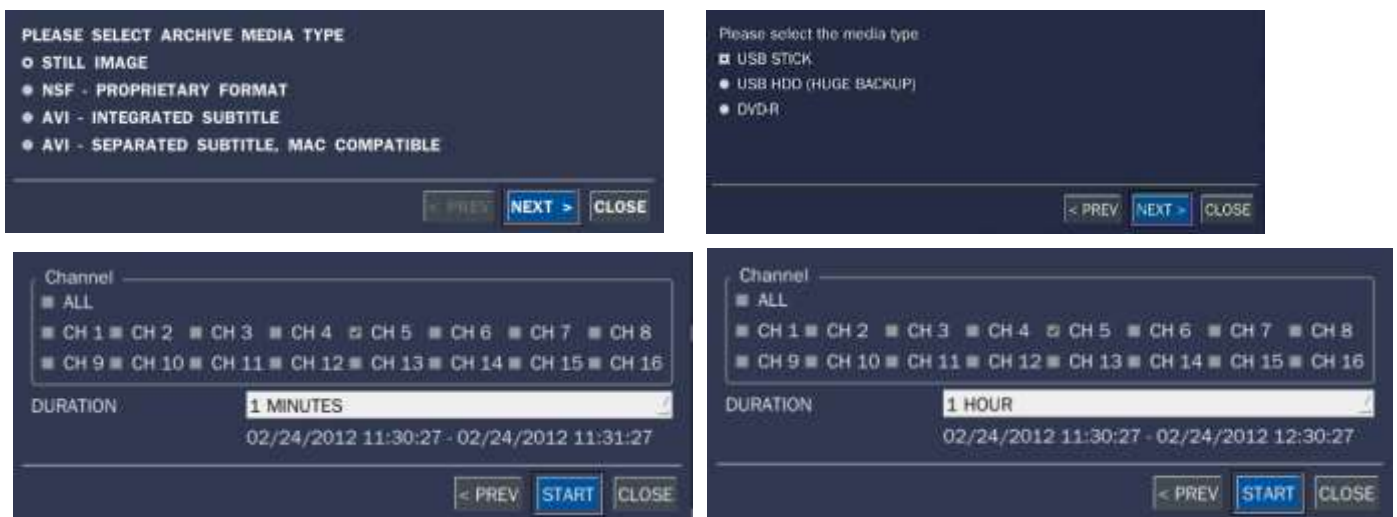 PLEASE SELECT ARCHIVE MEDIA TYPE
STILL IMAGE
NSF - PROPRIETARY FORMAT
AVI - INTEGRATED SUBTITLE
AVI - SEPARATED SUBTITLE, MAC COMPATIBLE
< PREV NEXT > CLOSE
Please select the media type
USB STICK
USB HDD (HUGE BACKUP)
DVD-R
< PREV NEXT > CLOSE
Channel
ALL
CH 1 CH 2 CH 3 CH 4 CH 5 CH 6 CH 7 CH 8
CH 9 CH 10 CH 11 CH 12 CH 13 CH 14 CH 15 CH 16
DURATION 1 MINUTES
02/24/2012 11:30:27 - 02/24/2012 11:31:27
< PREV START CLOSE
Channel
ALL
CH 1 CH 2 CH 3 CH 4 CH 5 CH 6 CH 7 CH 8
CH 9 CH 10 CH 11 CH 12 CH 13 CH 14 CH 15 CH 16
DURATION 1 HOUR
02/24/2012 11:30:27 - 02/24/2012 12:30:27
< PREV START CLOSE